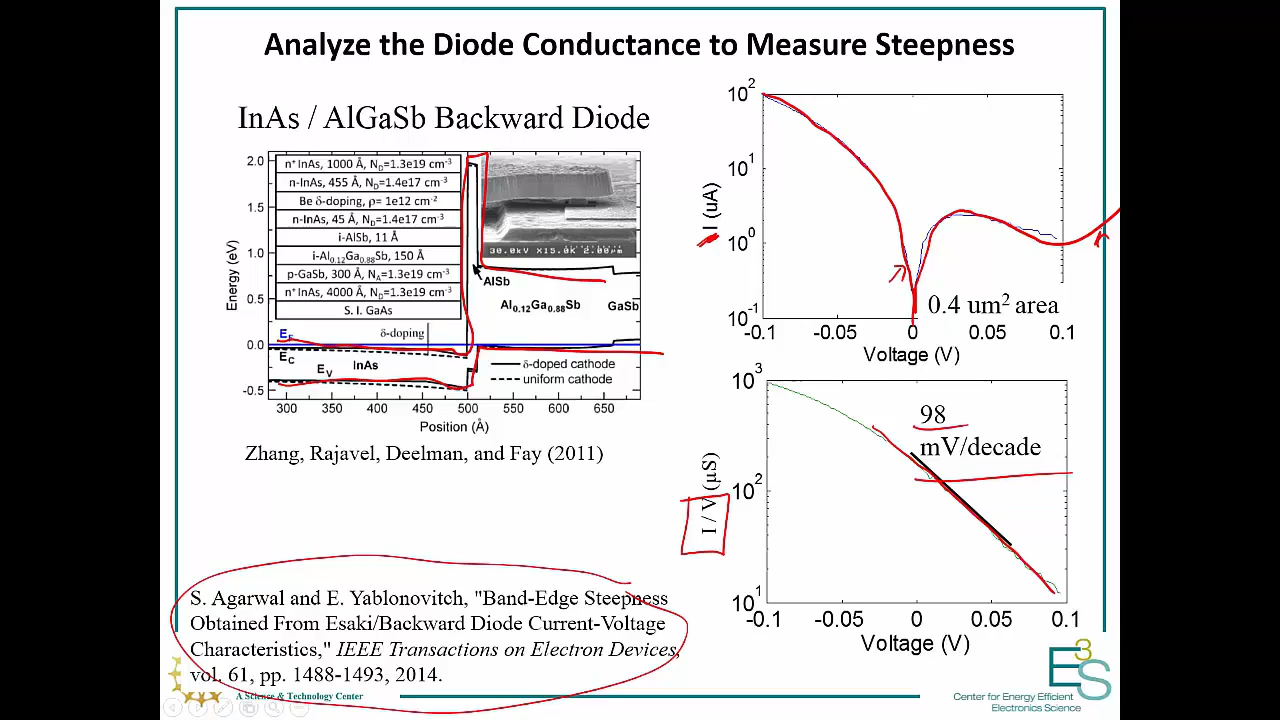 Analyze the Diode Conductance to Measure Steepness
InAs / AlGaSb Backward Diode
2.0
1.5
1.0
0.5
0.0
-0.5
Energy (eV)
n⁺InAs, 1000 Å, N_D=1.3e19 cm⁻³
n-InAs, 455 Å, N_D=1.4e17 cm⁻³
Be δ-doping, ρ= 1e12 cm⁻²
n-InAs, 45 Å, N_D=1.4e17 cm⁻³
i-AlSb, 11 Å
i-Al₀.₁₂Ga₀.₈₈Sb, 150 Å
p-GaSb, 300 Å, N_A=1.3e19 cm⁻³
n⁺InAs, 4000 Å, N_D=1.3e19 cm⁻³
S. I. GaAs
30.0kV X15.0K 2.00μm
AlSb
Al₀.₁₂Ga₀.₈₈Sb
GaSb
δ-doping
E_F
E_C
E_V
InAs
δ-doped cathode
uniform cathode
300 350 400 450 500 550 600 650
Position (Å)
Zhang, Rajavel, Deelman, and Fay (2011)
S. Agarwal and E. Yablonovitch, "Band-Edge Steepness
Obtained From Esaki/Backward Diode Current-Voltage
Characteristics," IEEE Transactions on Electron Devices,
vol. 61, pp. 1488-1493, 2014.
10²
10¹
10⁰
10⁻¹
I (uA)
0.4 um² area
-0.1 -0.05 0 0.05 0.1
Voltage (V)
10³
10²
10¹
I / V (μS)
98
mV/decade
-0.1 -0.05 0 0.05 0.1
Voltage (V)
A Science & Technology Center
E³S
Center for Energy Efficient
Electronics Science